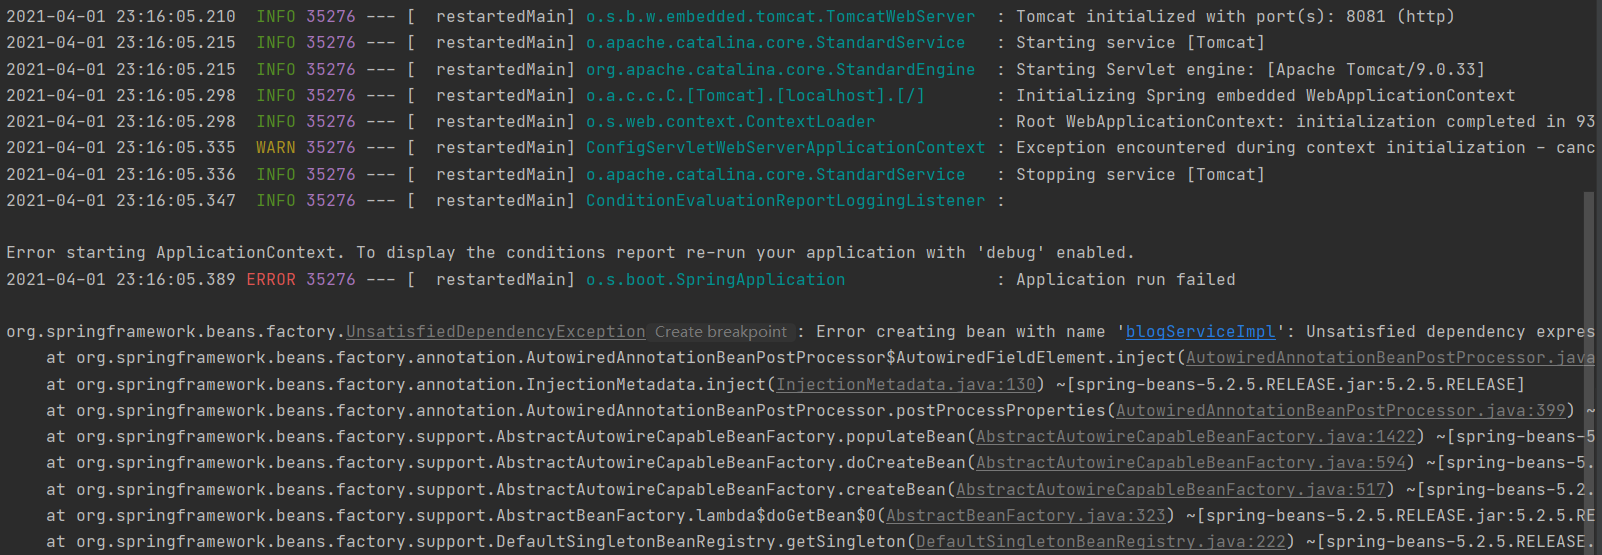 2021-04-01 23:16:05.210  INFO 35276 --- [  restartedMain] o.s.b.w.embedded.tomcat.TomcatWebServer  : Tomcat initialized with port(s): 8081 (http)
2021-04-01 23:16:05.215  INFO 35276 --- [  restartedMain] o.apache.catalina.core.StandardService   : Starting service [Tomcat]
2021-04-01 23:16:05.215  INFO 35276 --- [  restartedMain] org.apache.catalina.core.StandardEngine  : Starting Servlet engine: [Apache Tomcat/9.0.33]
2021-04-01 23:16:05.298  INFO 35276 --- [  restartedMain] o.a.c.c.C.[Tomcat].[localhost].[/]       : Initializing Spring embedded WebApplicationContext
2021-04-01 23:16:05.298  INFO 35276 --- [  restartedMain] o.s.web.context.ContextLoader            : Root WebApplicationContext: initialization completed in 93
2021-04-01 23:16:05.335  WARN 35276 --- [  restartedMain] ConfigServletWebServerApplicationContext : Exception encountered during context initialization - canc
2021-04-01 23:16:05.336  INFO 35276 --- [  restartedMain] o.apache.catalina.core.StandardService   : Stopping service [Tomcat]
2021-04-01 23:16:05.347  INFO 35276 --- [  restartedMain] ConditionEvaluationReportLoggingListener :
Error starting ApplicationContext. To display the conditions report re-run your application with 'debug' enabled.
2021-04-01 23:16:05.389 ERROR 35276 --- [  restartedMain] o.s.boot.SpringApplication               : Application run failed
org.springframework.beans.factory.UnsatisfiedDependencyException Create breakpoint : Error creating bean with name 'blogServiceImpl': Unsatisfied dependency expres
    at org.springframework.beans.factory.annotation.AutowiredAnnotationBeanPostProcessor$AutowiredFieldElement.inject(AutowiredAnnotationBeanPostProcessor.java
    at org.springframework.beans.factory.annotation.InjectionMetadata.inject(InjectionMetadata.java:130) ~[spring-beans-5.2.5.RELEASE.jar:5.2.5.RELEASE]
    at org.springframework.beans.factory.annotation.AutowiredAnnotationBeanPostProcessor.postProcessProperties(AutowiredAnnotationBeanPostProcessor.java:399) ~
    at org.springframework.beans.factory.support.AbstractAutowireCapableBeanFactory.populateBean(AbstractAutowireCapableBeanFactory.java:1422) ~[spring-beans-5
    at org.springframework.beans.factory.support.AbstractAutowireCapableBeanFactory.doCreateBean(AbstractAutowireCapableBeanFactory.java:594) ~[spring-beans-5.
    at org.springframework.beans.factory.support.AbstractAutowireCapableBeanFactory.createBean(AbstractAutowireCapableBeanFactory.java:517) ~[spring-beans-5.2.
    at org.springframework.beans.factory.support.AbstractBeanFactory.lambda$doGetBean$0(AbstractBeanFactory.java:323) ~[spring-beans-5.2.5.RELEASE.jar:5.2.5.RE
    at org.springframework.beans.factory.support.DefaultSingletonBeanRegistry.getSingleton(DefaultSingletonBeanRegistry.java:222) ~[spring-beans-5.2.5.RELEASE.